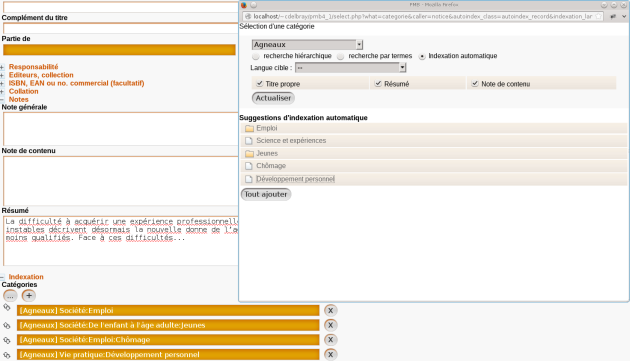 Complément du titre
Partie de
+ Responsabilité
+ Editeurs, collection
+ ISBN, EAN ou no. commercial (facultatif)
+ Collation
− Notes
Note générale
Note de contenu
Résumé
La difficulté à acquérir une expérience professionnelle
instables décrivent désormais la nouvelle donne de l'a
moins qualifiés. Face à ces difficultés...
− Indexation
Catégories
... +
[Agneaux] Société:Emploi X
[Agneaux] Société:De l'enfant à l'âge adulte:Jeunes X
[Agneaux] Société:Emploi:Chômage X
[Agneaux] Vie pratique:Développement personnel X
PMB - Mozilla Firefox
localhost/~cdelbray/pmb4_1/select.php?what=categorie&caller=notice&autoindex_class=autoindex_record&indexation_lar
Sélection d'une catégorie
Agneaux
recherche hiérarchique recherche par termes Indexation automatique
Langue cible : --
Titre propre Résumé Note de contenu
Actualiser
Suggestions d'indexation automatique
Emploi
Science et expériences
Jeunes
Chômage
Développement personnel
Tout ajouter